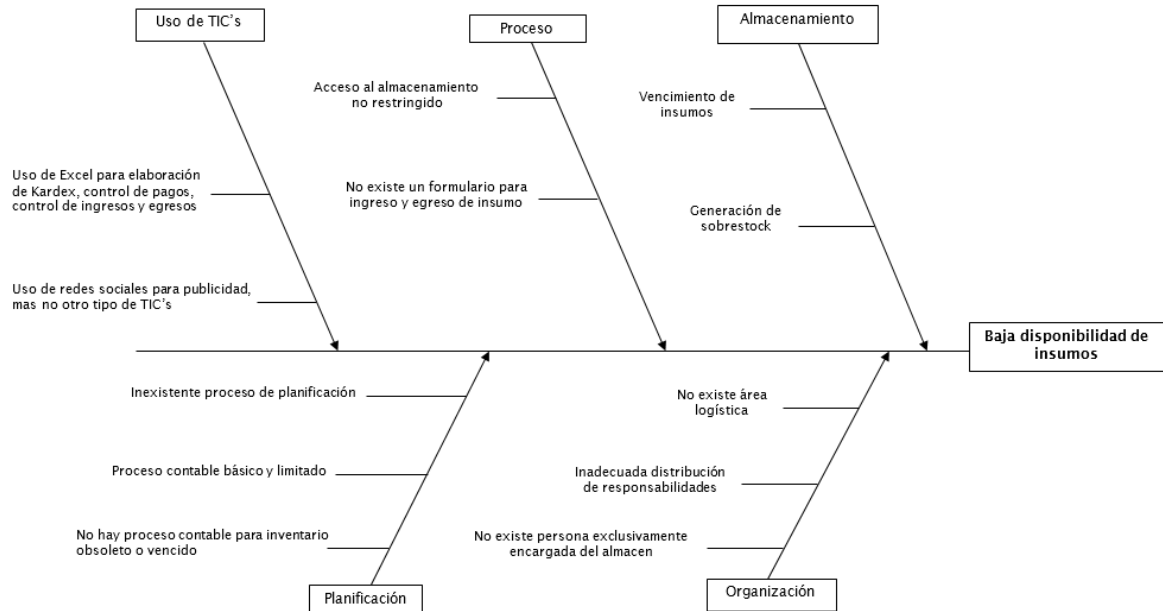 Uso de TIC's
Proceso
Almacenamiento
Acceso al almacenamiento
no restringido
Vencimiento de
insumos
Uso de Excel para elaboración
de Kardex, control de pagos,
control de ingresos y egresos
No existe un formulario para
ingreso y egreso de insumo
Generación de
sobrestock
Uso de redes sociales para publicidad,
mas no otro tipo de TIC's
Baja disponibilidad de
insumos
Inexistente proceso de planificación
No existe área
logística
Proceso contable básico y limitado
Inadecuada distribución
de responsabilidades
No hay proceso contable para inventario
obsoleto o vencido
No existe persona exclusivamente
encargada del almacen
Planificación
Organización